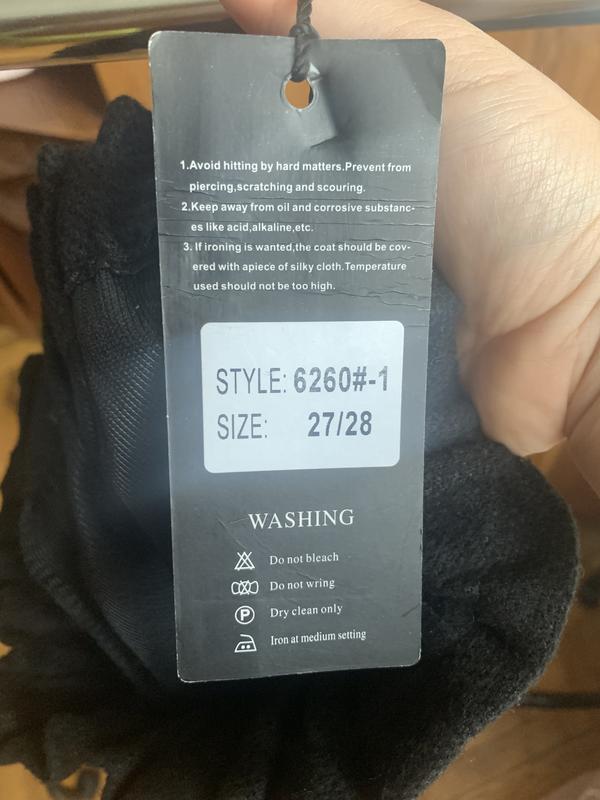 1.Avoid hitting by hard matters.Prevent from
piercing,scratching and scouring.
2.Keep away from oil and corrosive substanc-
es like acid,alkaline,etc.
3. If ironing is wanted,the coat should be cov-
ered with apiece of silky cloth.Temperature
used should not be too high.
STYLE: 6260#-1
SIZE: 27/28
WASHING
Do not bleach
Do not wring
P Dry clean only
Iron at medium setting